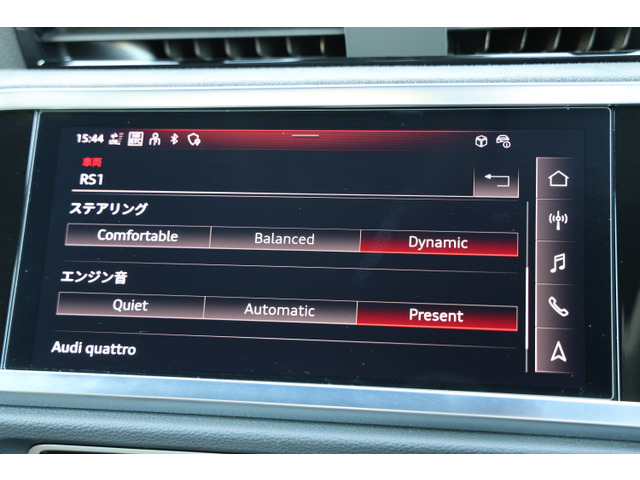 15:44
車両
RS1
ステアリング
Comfortable Balanced Dynamic
エンジン音
Quiet Automatic Present
Audi quattro